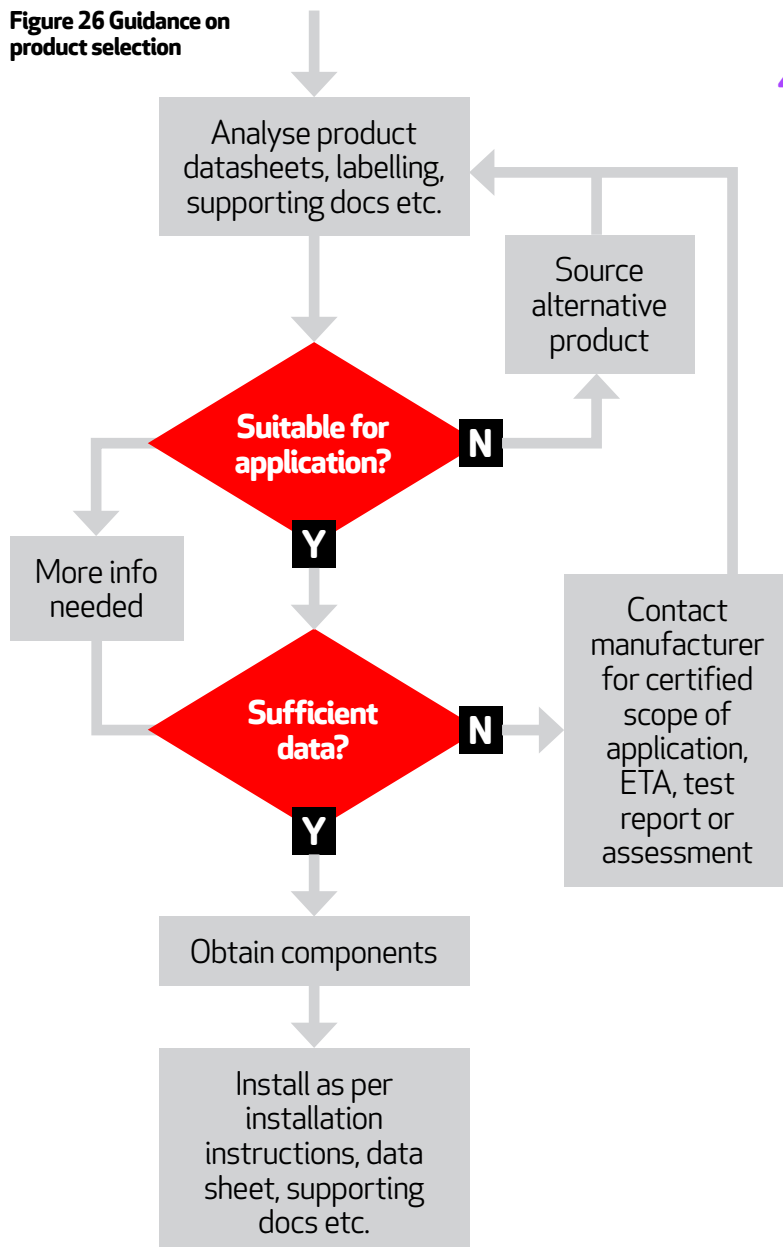 Figure 26 Guidance on
product selection
Analyse product
datasheets, labelling,
supporting docs etc.
Source
alternative
product
Suitable for
application?
N
Y
More info
needed
Contact
manufacturer
for certified
scope of
application,
ETA, test
report or
assessment
Sufficient
data?
N
Y
Obtain components
Install as per
installation
instructions, data
sheet, supporting
docs etc.